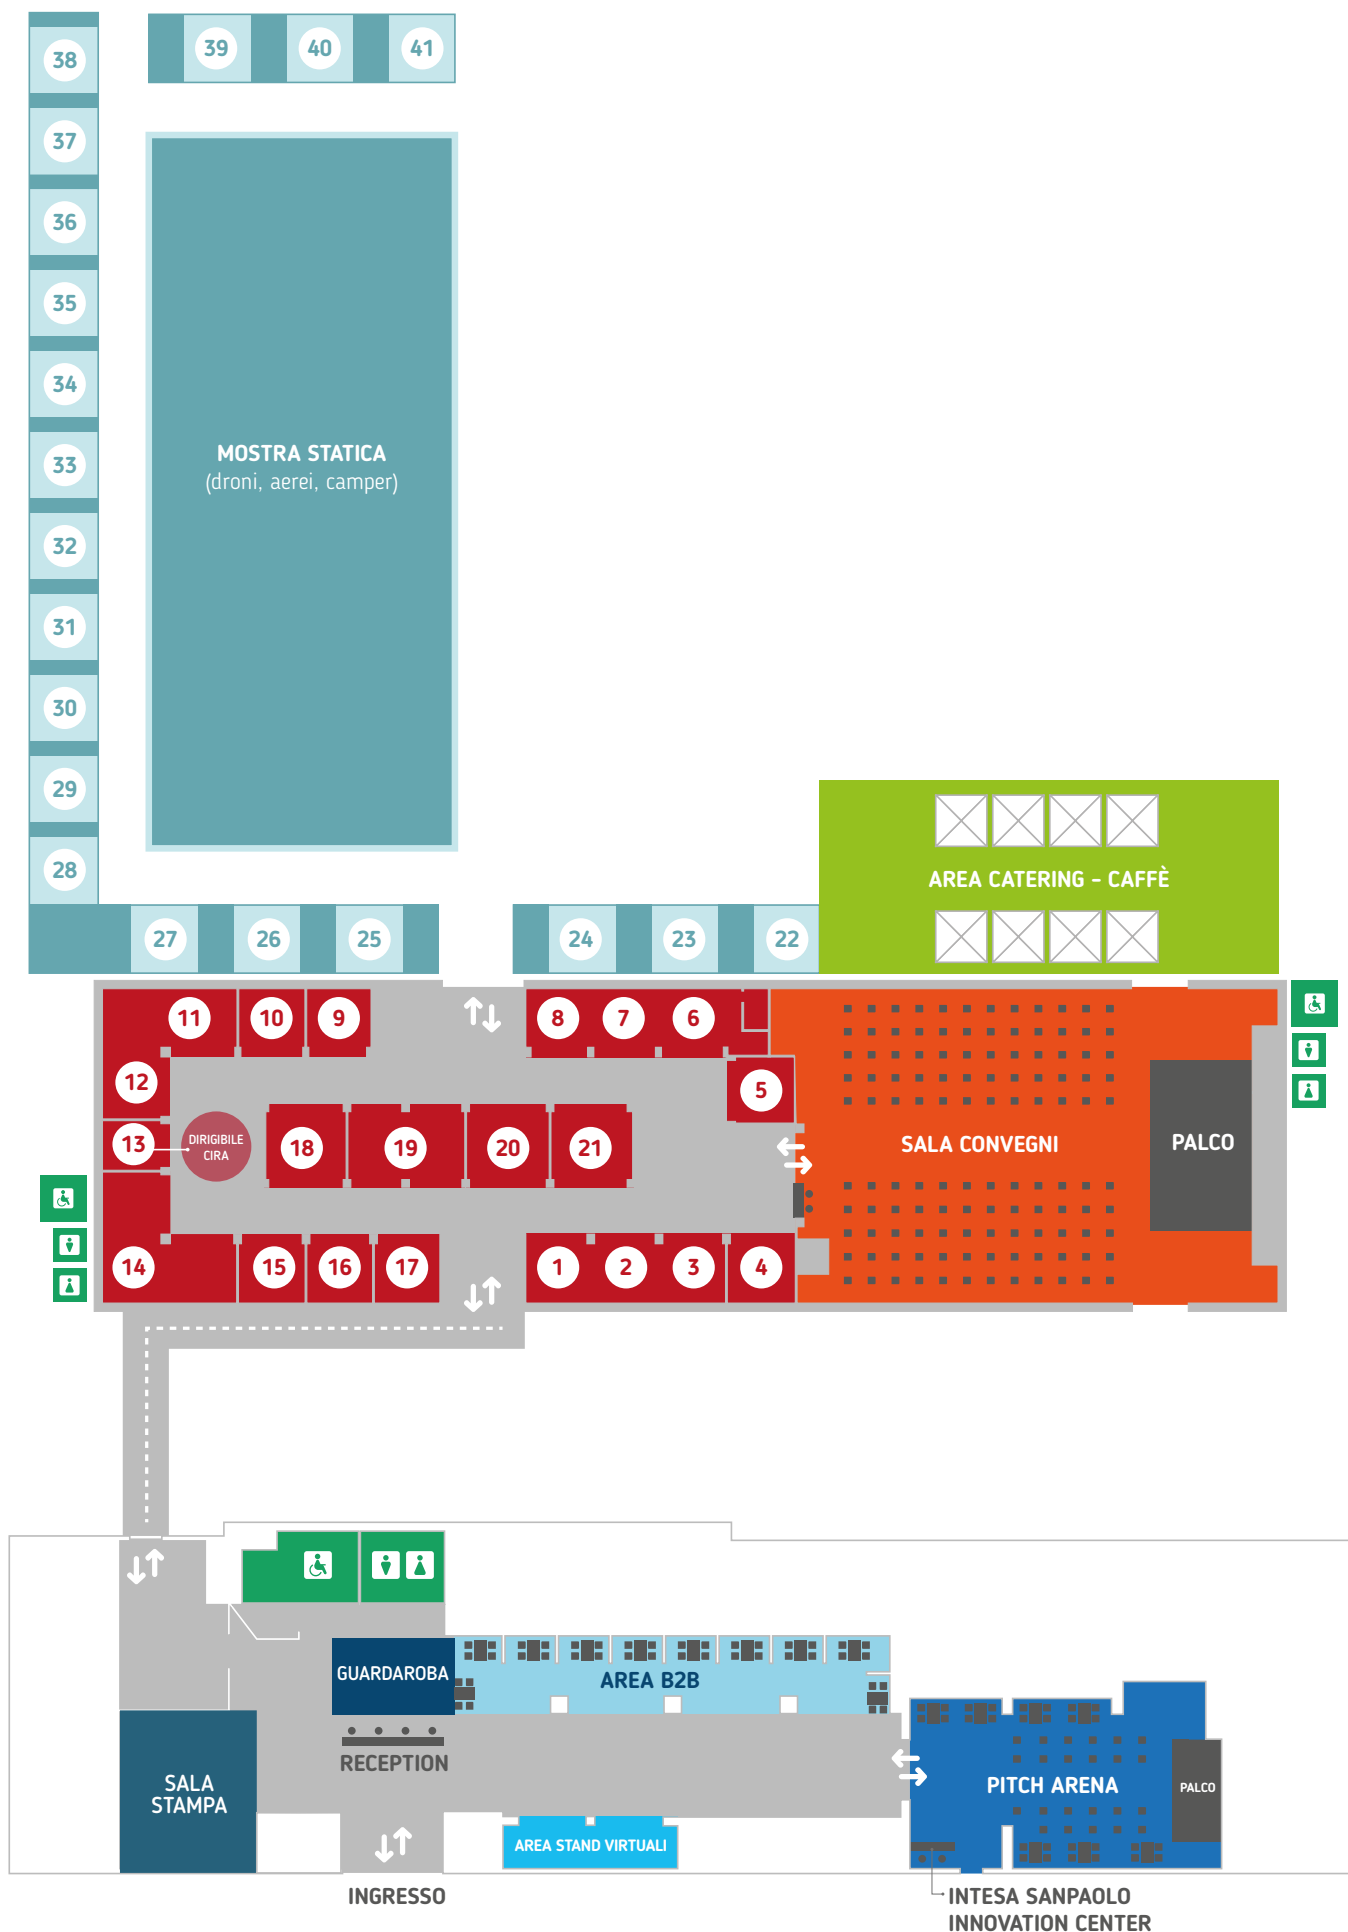 39 40 41
38
37
36
35
34
33
32
31
30
29
28
MOSTRA STATICA
(droni, aerei, camper)
AREA CATERING - CAFFÈ
27 26 25 24 23 22
11 10 9 8 7 6
12
5
13
DIRIGIBILE
CIRA
18 19 20 21
SALA CONVEGNI
PALCO
14 15 16 17 1 2 3 4
GUARDAROBA
AREA B2B
RECEPTION
SALA
STAMPA
PITCH ARENA
PALCO
AREA STAND VIRTUALI
INGRESSO
INTESA SANPAOLO
INNOVATION CENTER